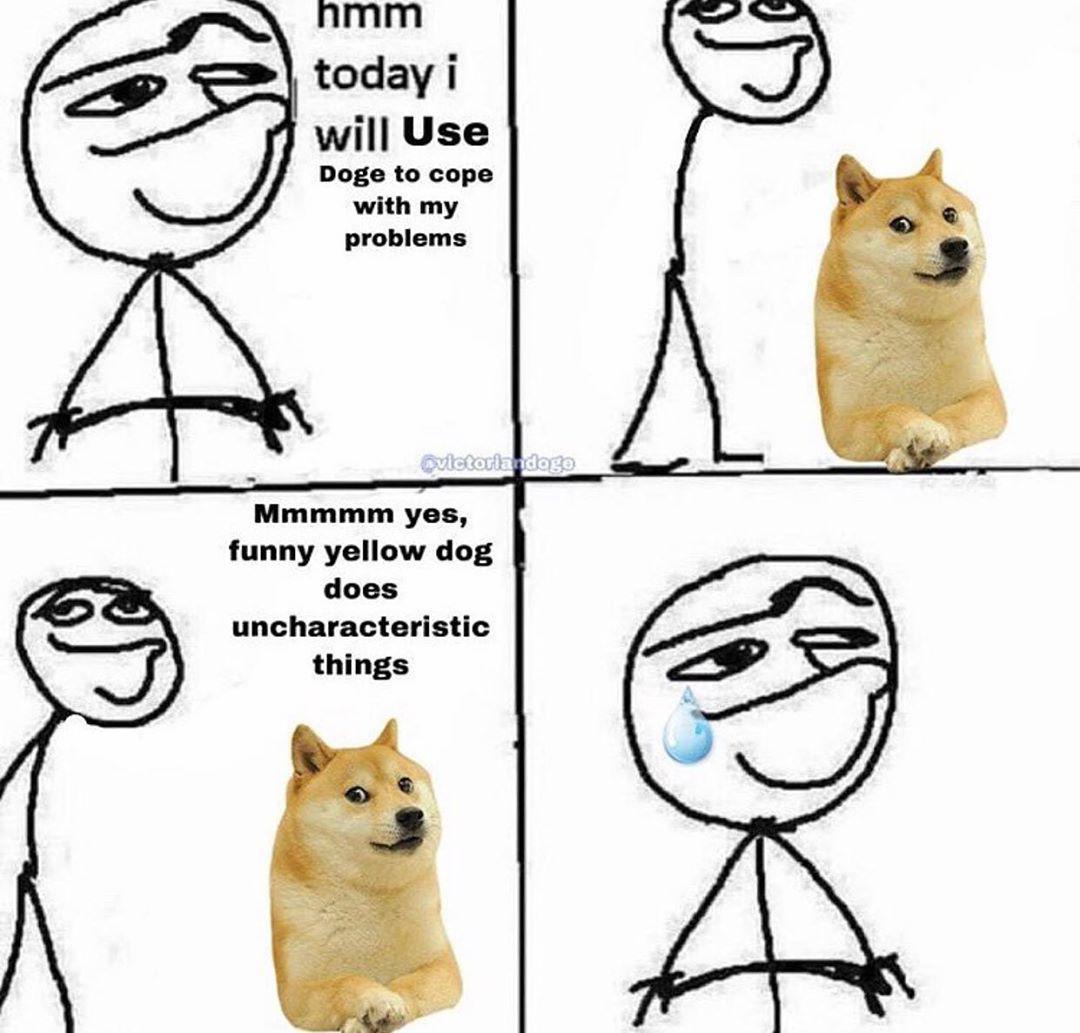 hmm
today i
will Use
Doge to cope
with my
problems
@victoriandoge
Mmmmm yes,
funny yellow dog
does
uncharacteristic
things